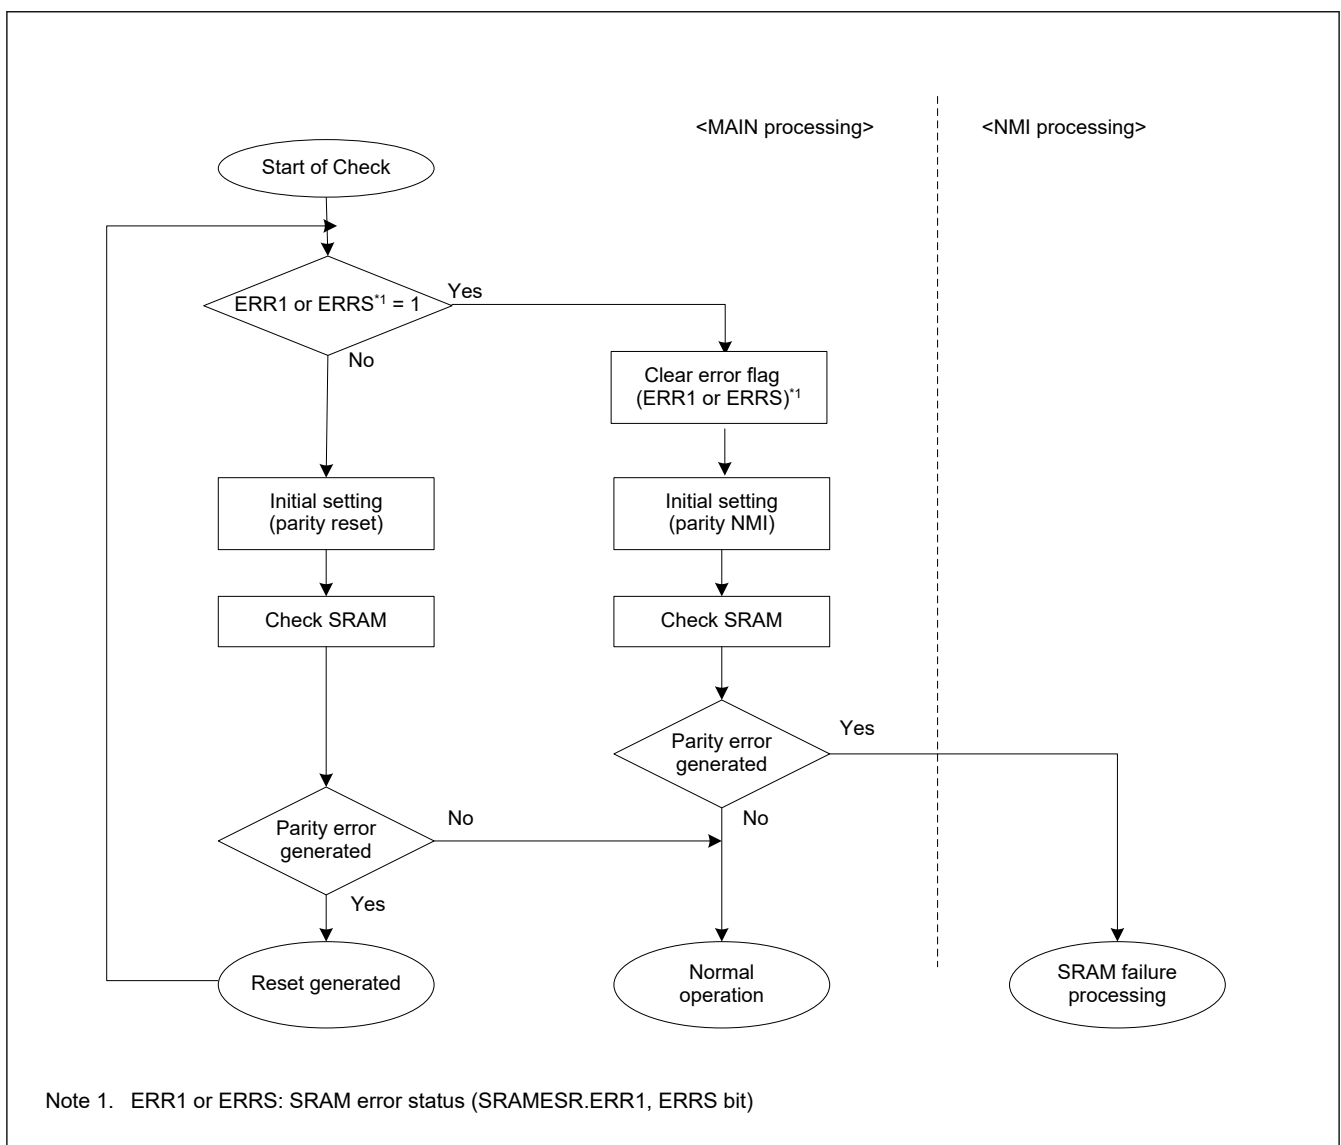 <MAIN processing>
<NMI processing>
Start of Check
ERR1 or ERRS*1 = 1
Yes
No
Clear error flag
(ERR1 or ERRS)*1
Initial setting
(parity reset)
Initial setting
(parity NMI)
Check SRAM
Check SRAM
Parity error
generated
Yes
No
Parity error
generated
No
Yes
Reset generated
Normal
operation
SRAM failure
processing
Note 1. ERR1 or ERRS: SRAM error status (SRAMESR.ERR1, ERRS bit)